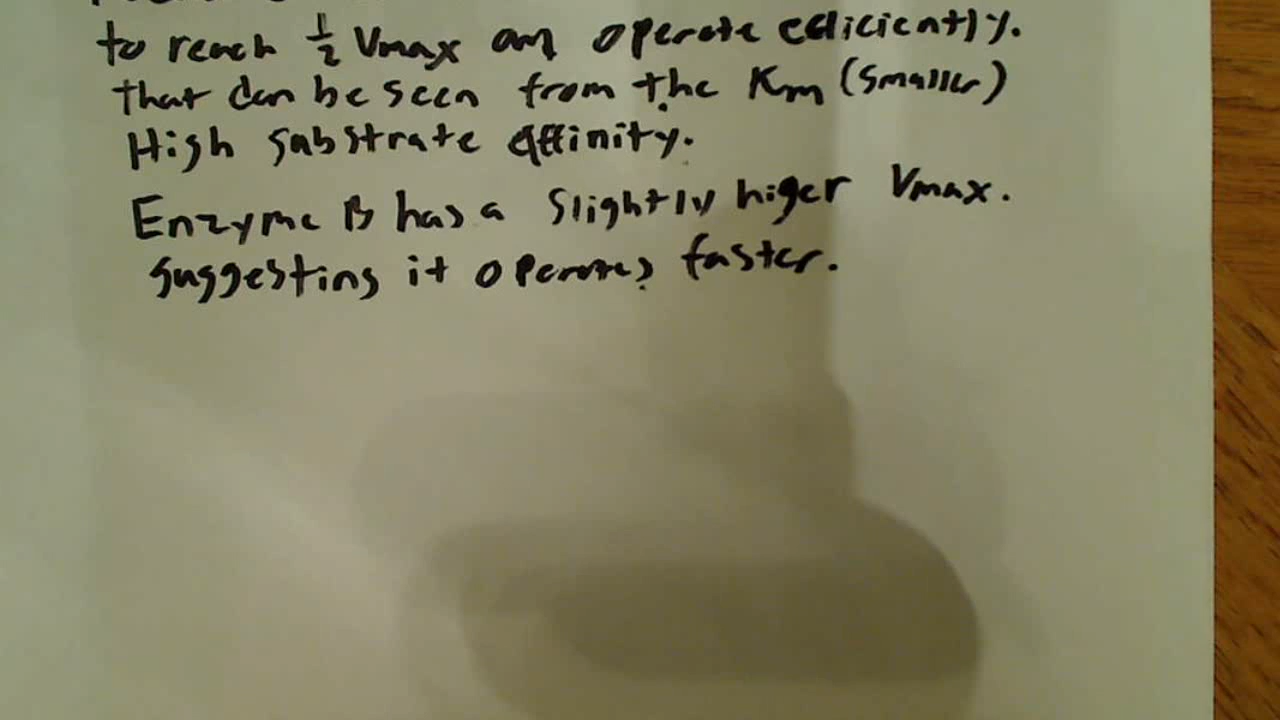 to reach ½ Vmax an operate efficiently.
that can be seen from the Km (smaller)
High substrate affinity.
Enzyme B has a slightly higer Vmax.
suggesting it operates faster.